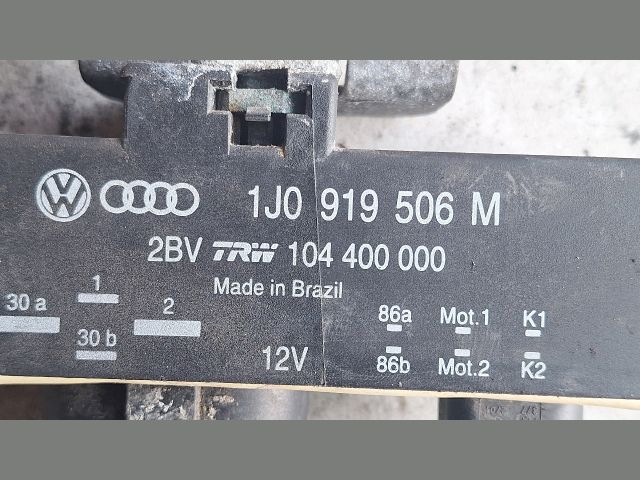 1J0 919 506 M
2BV TRW 104 400 000
Made in Brazil
30 a 1 2
30 b
12V
86a Mot.1 K1
86b Mot.2 K2